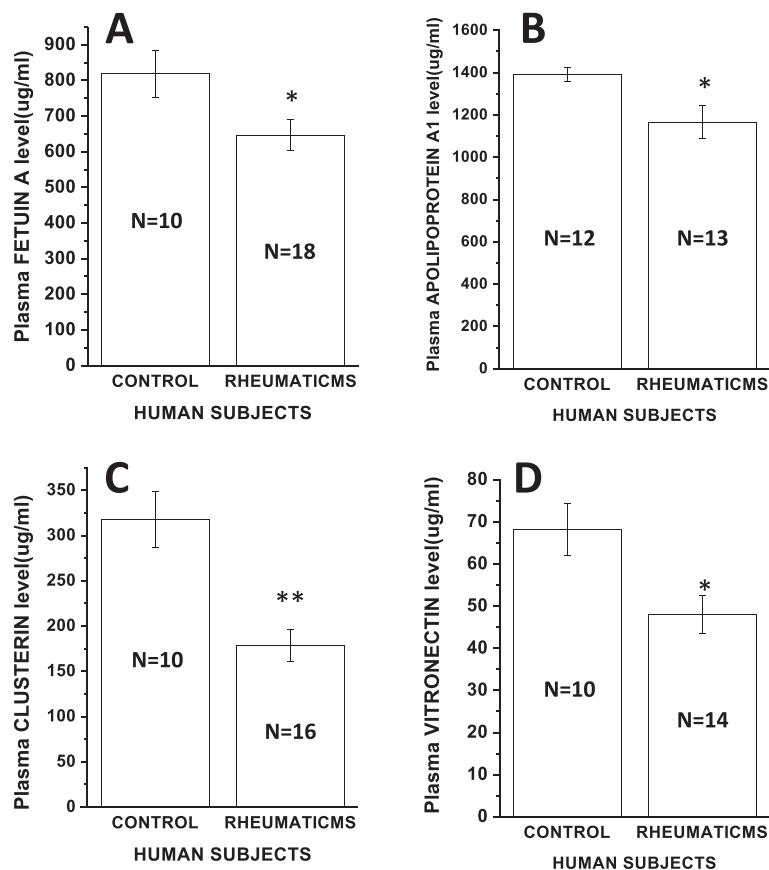 A
Plasma FETUIN A level(ug/ml)
900
800
700
600
500
400
300
200
100
0
*
N=10
N=18
CONTROL
RHEUMATICMS
HUMAN SUBJECTS
B
Plasma APOLIPOPROTEIN A1 level(ug/ml)
1600
1400
1200
1000
800
600
400
200
0
*
N=12
N=13
CONTROL
RHEUMATICMS
HUMAN SUBJECTS
C
Plasma CLUSTERIN level(ug/ml)
350
300
250
200
150
100
50
0
**
N=10
N=16
CONTROL
RHEUMATICMS
HUMAN SUBJECTS
D
Plasma VITRONECTIN level(ug/ml)
80
70
60
50
40
30
20
10
0
*
N=10
N=14
CONTROL
RHEUMATICMS
HUMAN SUBJECTS